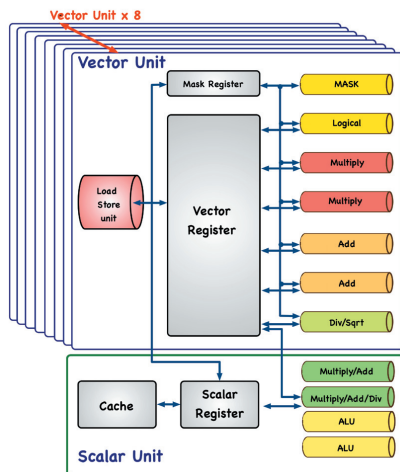 Vector Unit x 8
Vector Unit
Mask Register
MASK
Logical
Multiply
Load
Store
unit
Vector
Register
Multiply
Add
Add
Div/Sqrt
Multiply/Add
Cache
Scalar
Register
Multiply/Add/Div
ALU
ALU
Scalar Unit